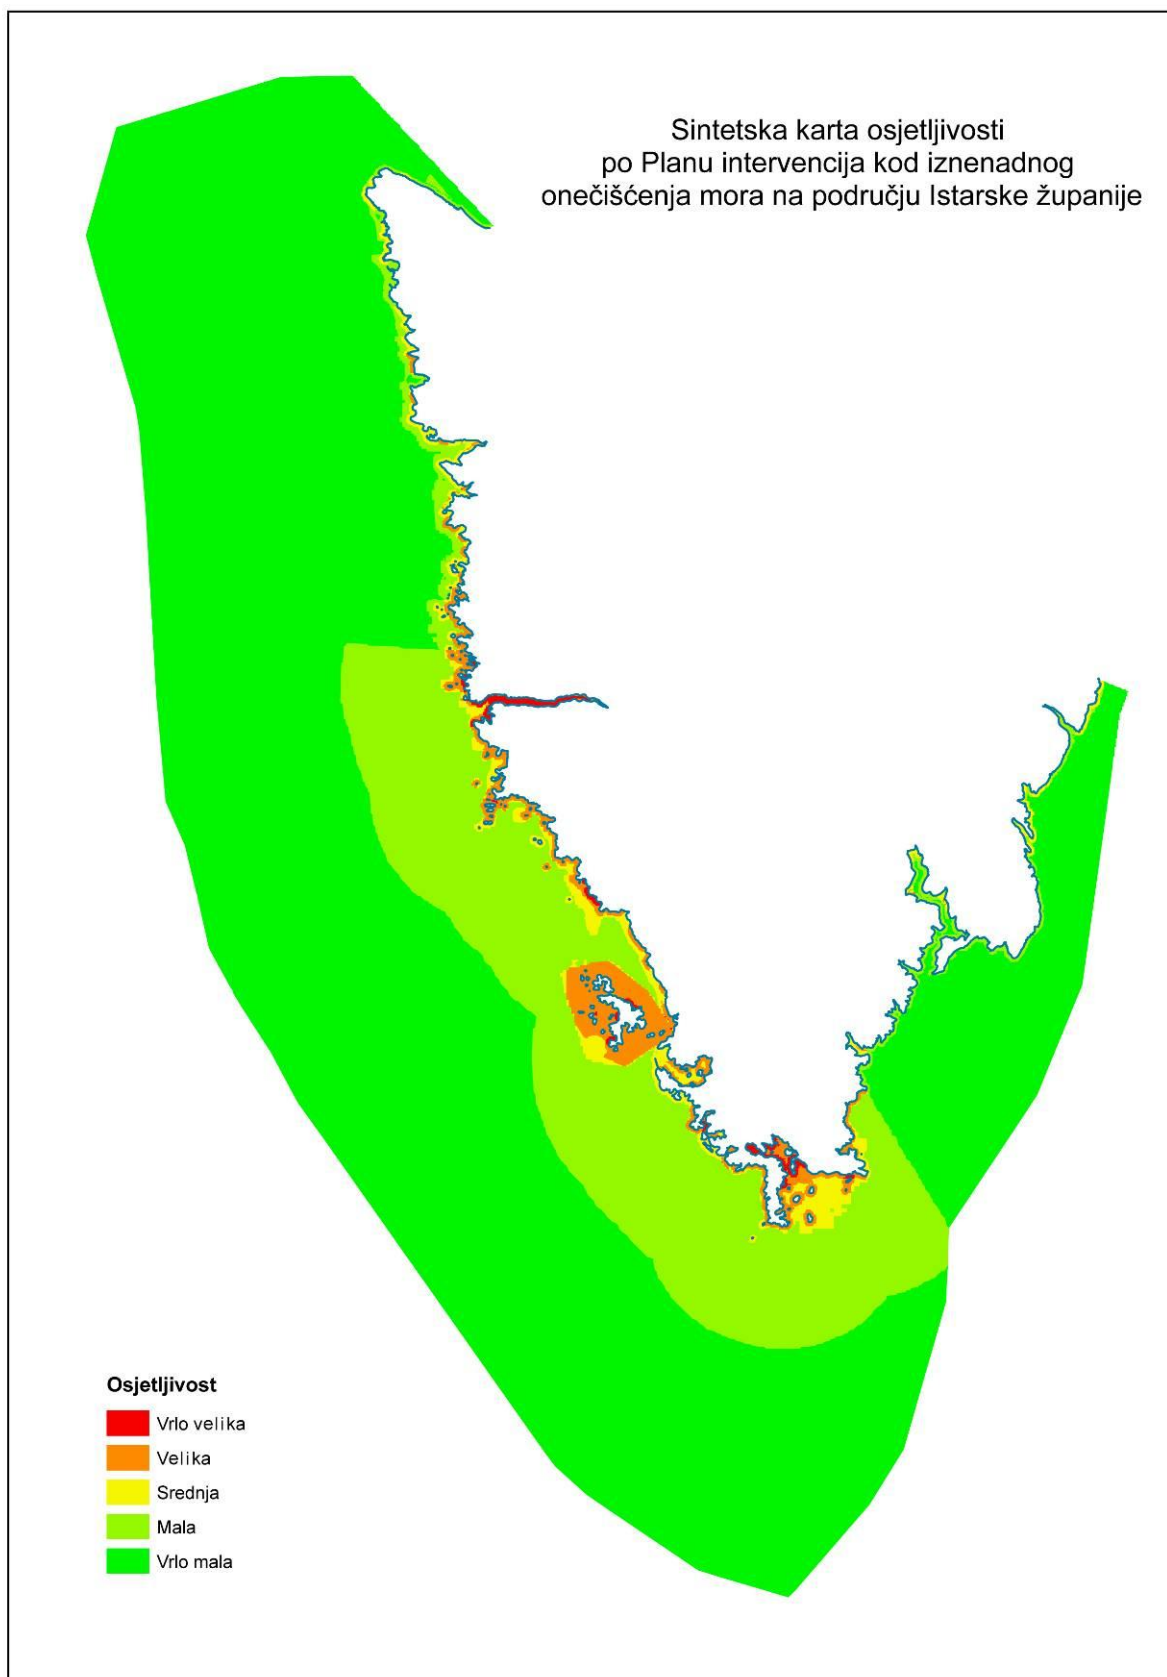 Sintetska karta osjetljivosti
po Planu intervencija kod iznenadnog
onečišćenja mora na području Istarske županije
Osjetljivost
Vrlo velika
Velika
Srednja
Mala
Vrlo mala